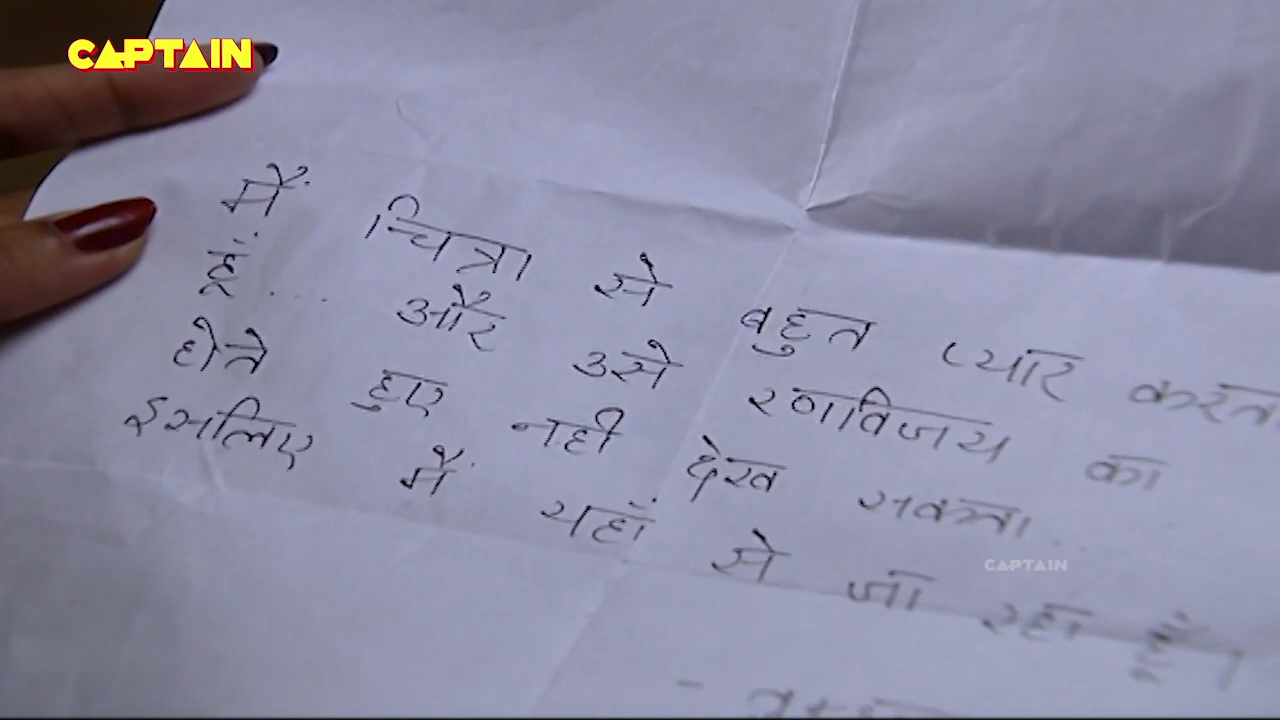 CAPTAIN
मैं चित्रा से बहुत प्यार करता
हूं... और उसे रणविजय का
होते हुए नही देख सकता...
इसलिए मैं यहाँ से जा रहा हूँ।
CAPTAIN